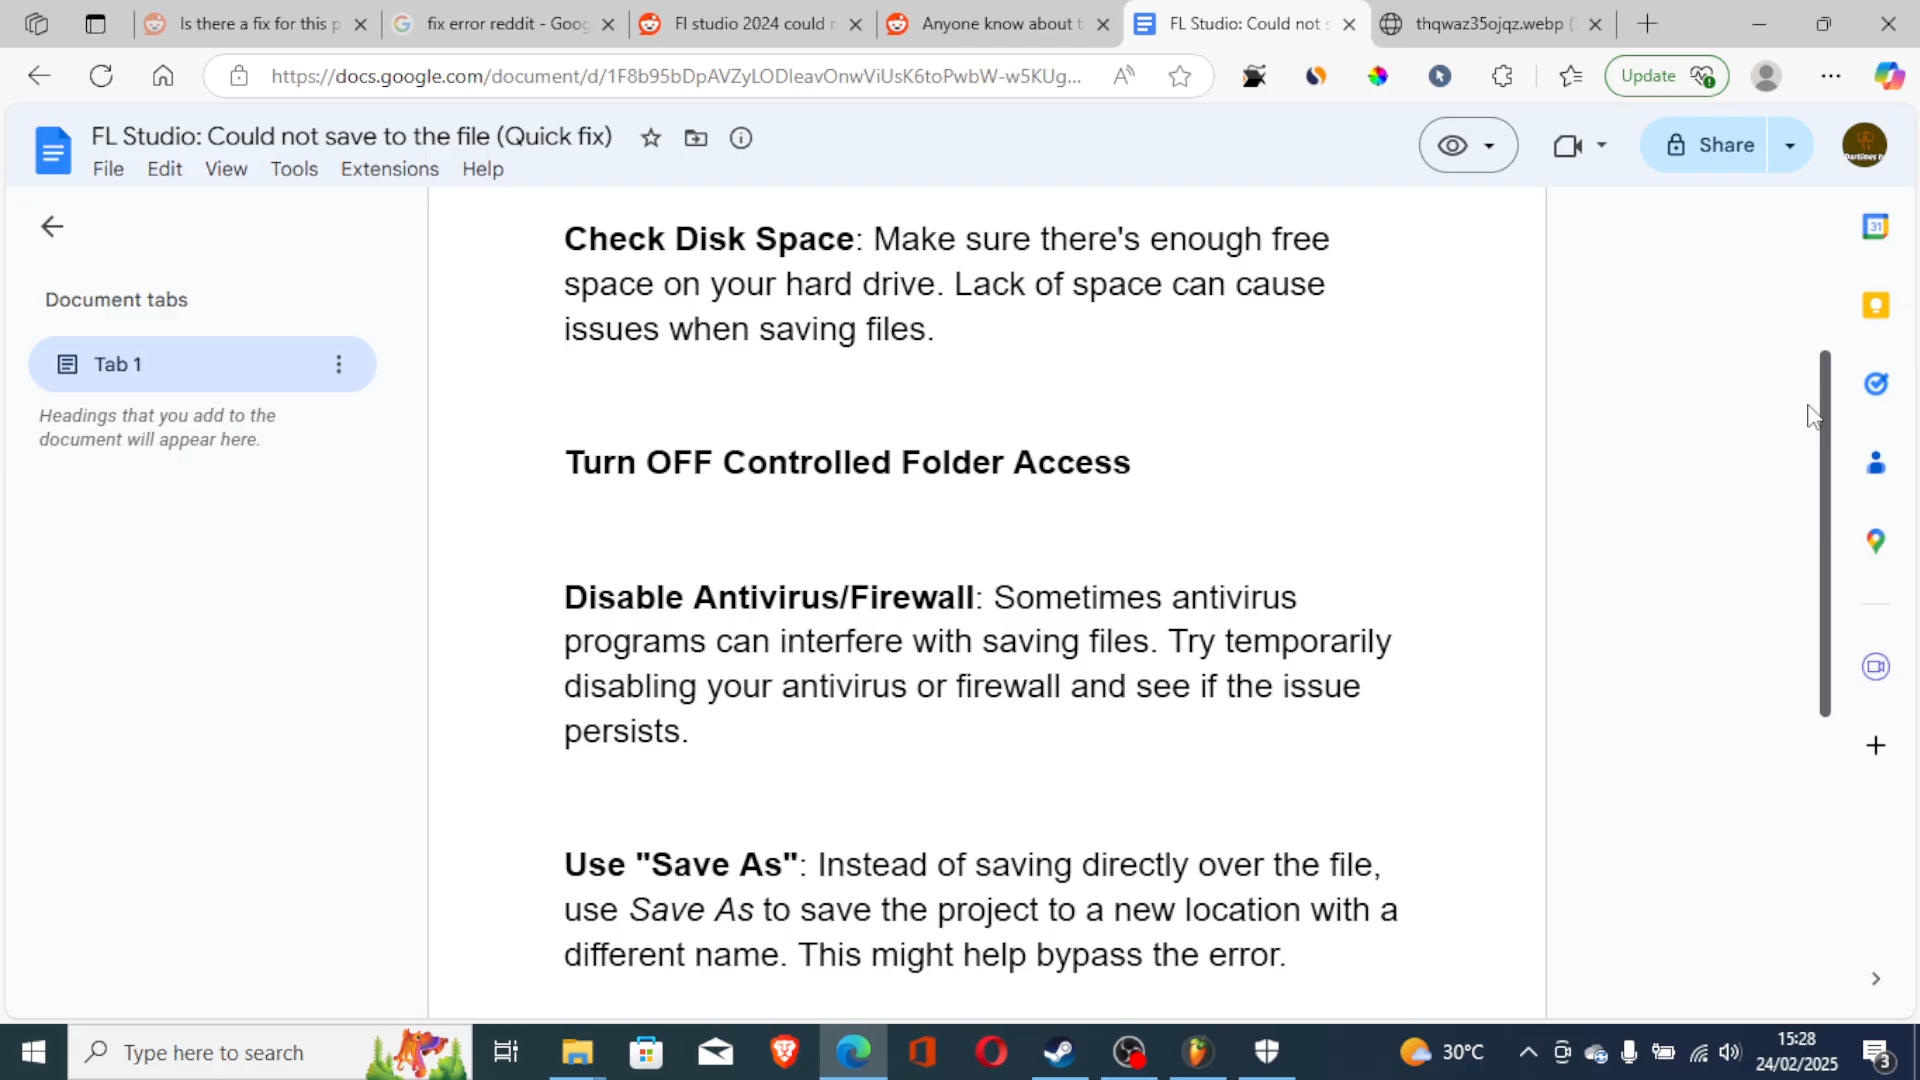 Is there a fix for this p
fix error reddit - Goog
Fl studio 2024 could n
Anyone know about t
FL Studio: Could not s
thqwaz35ojqz.webp (
https://docs.google.com/document/d/1F8b95bDpAVZyLODleavOnwViUsK6toPwbW-w5KUg...
Update
FL Studio: Could not save to the file (Quick fix)
File Edit View Tools Extensions Help
Share
Document tabs
Tab 1
Headings that you add to the
document will appear here.
Check Disk Space: Make sure there's enough free
space on your hard drive. Lack of space can cause
issues when saving files.
Turn OFF Controlled Folder Access
Disable Antivirus/Firewall: Sometimes antivirus
programs can interfere with saving files. Try temporarily
disabling your antivirus or firewall and see if the issue
persists.
Use "Save As": Instead of saving directly over the file,
use Save As to save the project to a new location with a
different name. This might help bypass the error.
31
Type here to search
30°C
15:28
24/02/2025
3